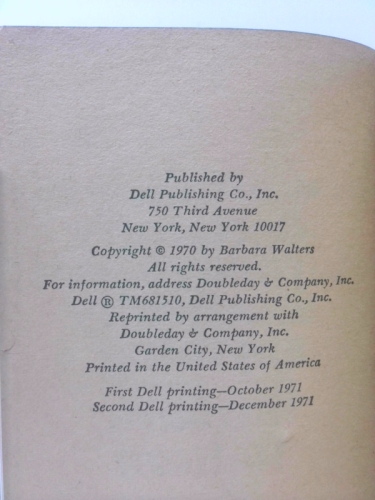 Published by
Dell Publishing Co., Inc.
750 Third Avenue
New York, New York 10017
Copyright © 1970 by Barbara Walters
All rights reserved.
For information, address Doubleday & Company, Inc.
Dell ® TM681510, Dell Publishing Co., Inc.
Reprinted by arrangement with
Doubleday & Company, Inc.
Garden City, New York
Printed in the United States of America
First Dell printing—October 1971
Second Dell printing—December 1971